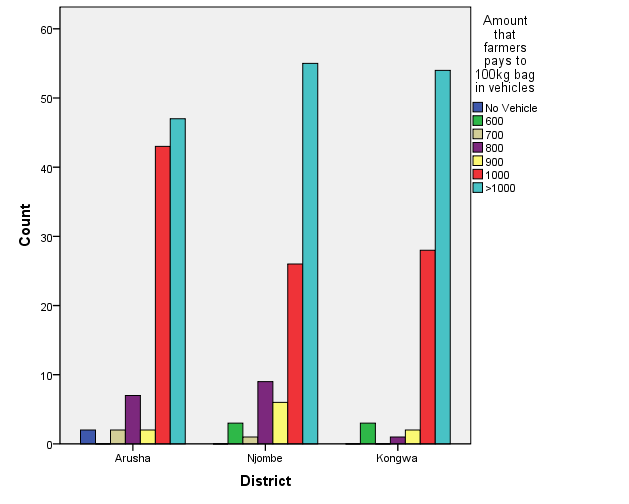 60
50
40
30
20
10
0
Count
Arusha
Njombe
Kongwa
District
Amount
that
farmers
pays to
100kg bag
in vehicles
No Vehicle
600
700
800
900
1000
>1000